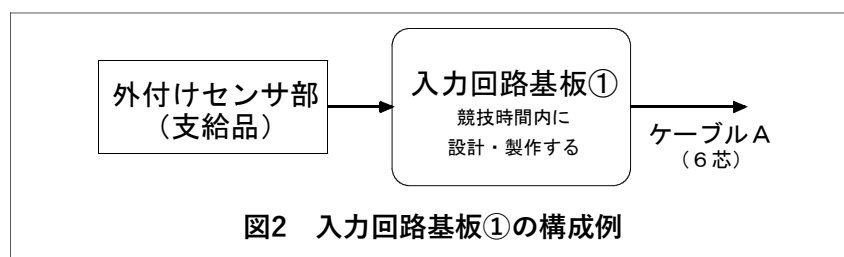 外付けセンサ部
（支給品）
入力回路基板①
競技時間内に
設計・製作する
ケーブルA
（６芯）
図2　入力回路基板①の構成例